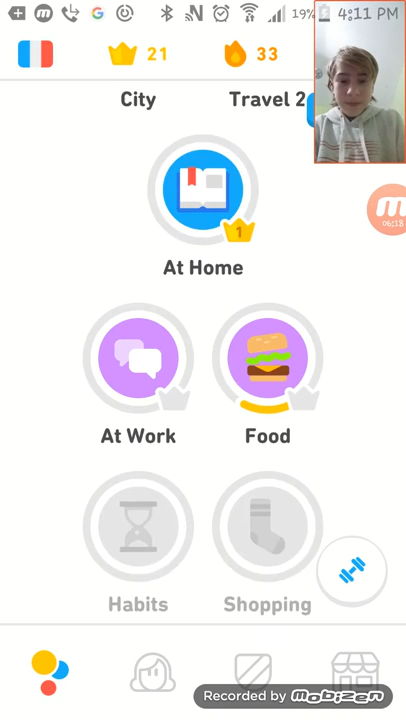 19% 4:11 PM
21 33
City Travel 2
06:18
1
At Home
At Work Food
Habits Shopping
Recorded by MOBIZEN